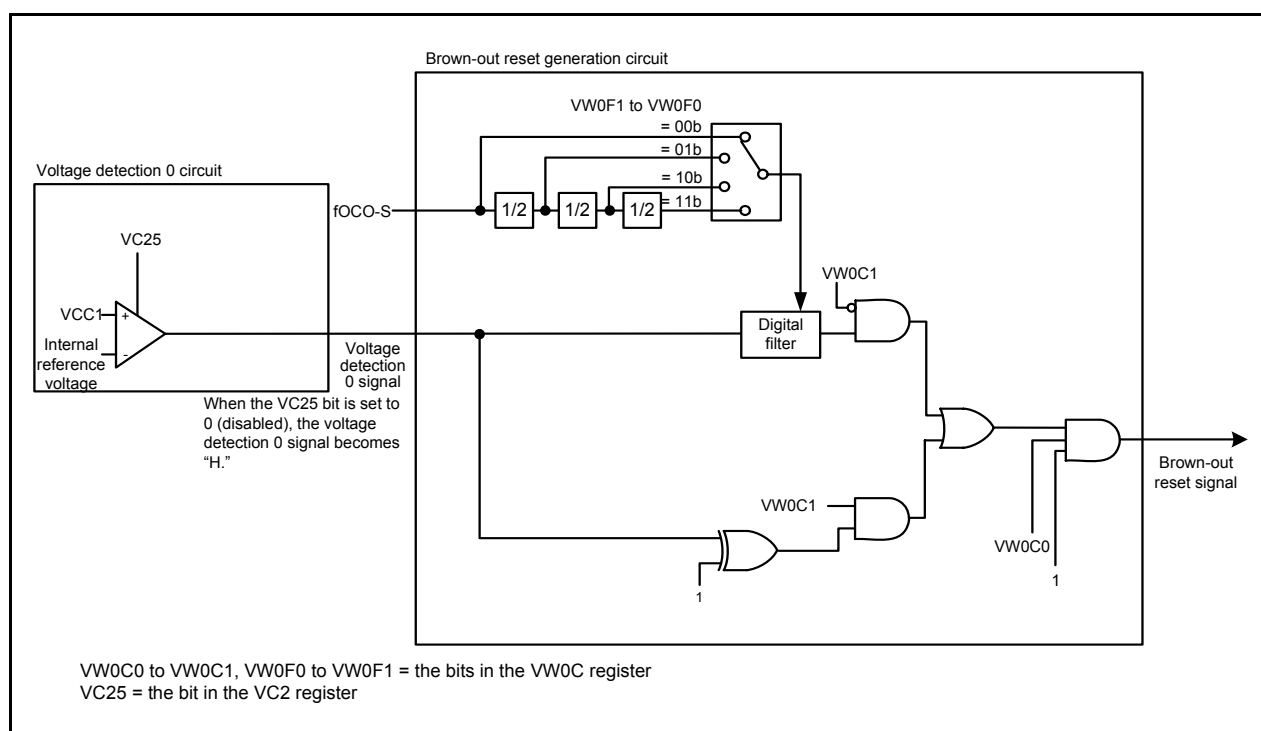 Brown-out reset generation circuit
VW0F1 to VW0F0
= 00b
= 01b
= 10b
= 11b
Voltage detection 0 circuit
fOCO-S
1/2
1/2
1/2
VC25
VW0C1
VCC1
+
-
Internal
reference
voltage
Digital
filter
Voltage
detection
0 signal
When the VC25 bit is set to
0 (disabled), the voltage
detection 0 signal becomes
“H.”
Brown-out
reset signal
VW0C1
VW0C0
1
1
VW0C0 to VW0C1, VW0F0 to VW0F1 = the bits in the VW0C register
VC25 = the bit in the VC2 register